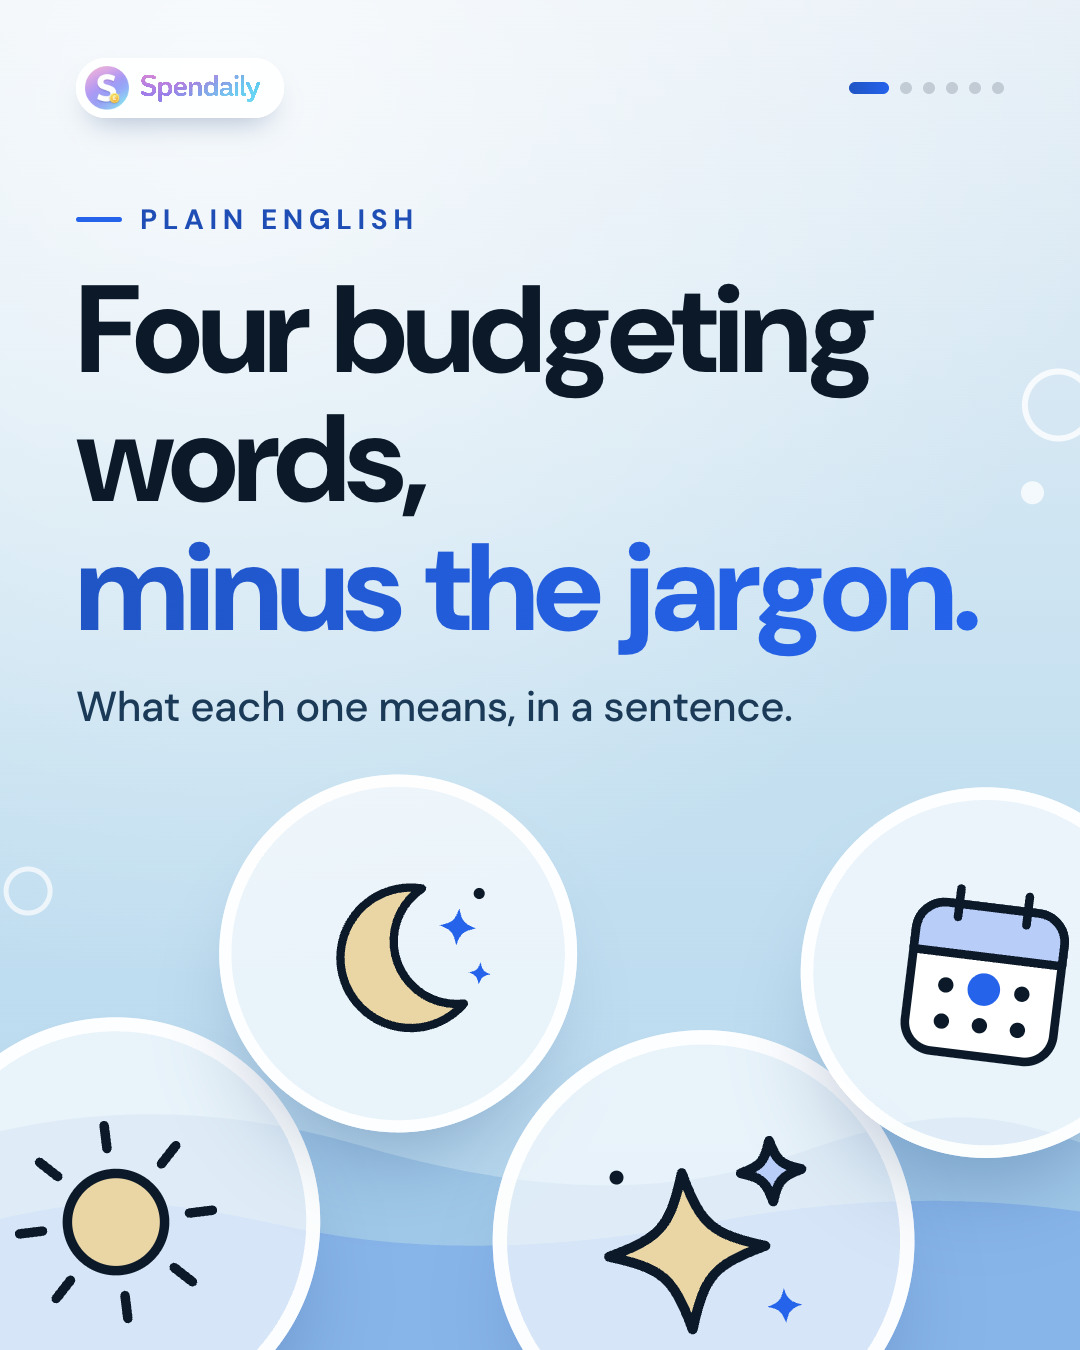 Spendaily
PLAIN ENGLISH
Four budgeting
words,
minus the jargon.
What each one means, in a sentence.